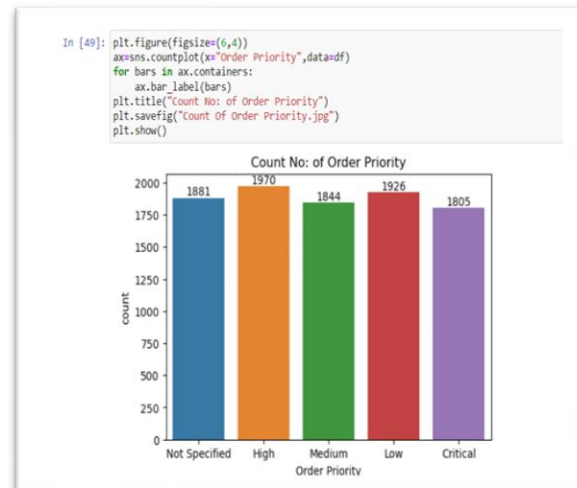 In [49]: plt.figure(figsize=(6,4))
ax=sns.countplot(x="Order Priority",data=df)
for bars in ax.containers:
    ax.bar_label(bars)
plt.title("Count No: of Order Priority")
plt.savefig("Count Of Order Priority.jpg")
plt.show()
Count No: of Order Priority
1881 1970 1844 1926 1805
2000
1750
1500
1250
1000
750
500
250
0
count
Not Specified High Medium Low Critical
Order Priority